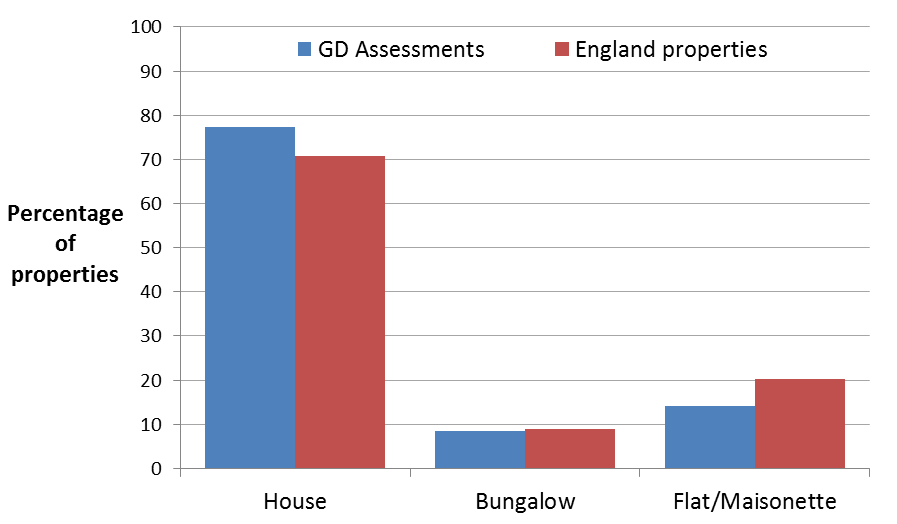 100
GD Assessments England properties
90
80
70
60
Percentage
of
properties
50
40
30
20
10
0
House Bungalow Flat/Maisonette